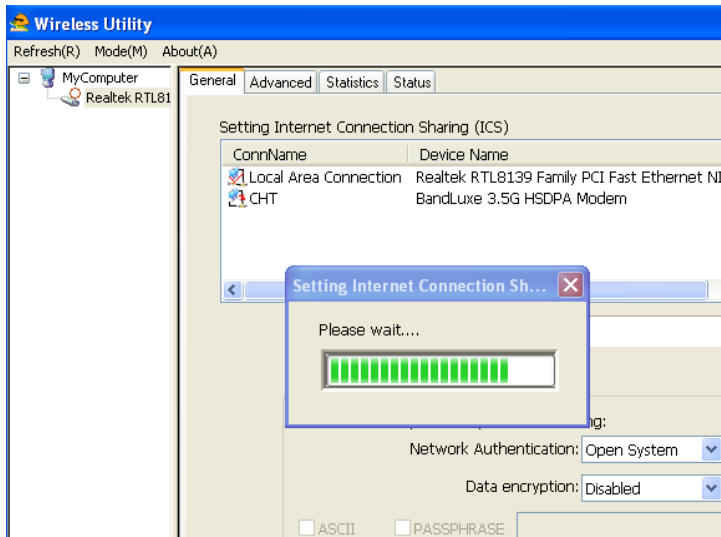 Wireless Utility
Refresh(R) Mode(M) About(A)
MyComputer
Realtek RTL81
General Advanced Statistics Status
Setting Internet Connection Sharing (ICS)
ConnName Device Name
Local Area Connection Realtek RTL8139 Family PCI Fast Ethernet NI
CHT BandLuxe 3.5G HSDPA Modem
Setting Internet Connection Sh...
Please wait....
ng:
Network Authentication: Open System
Data encryption: Disabled
ASCII PASSPHRASE